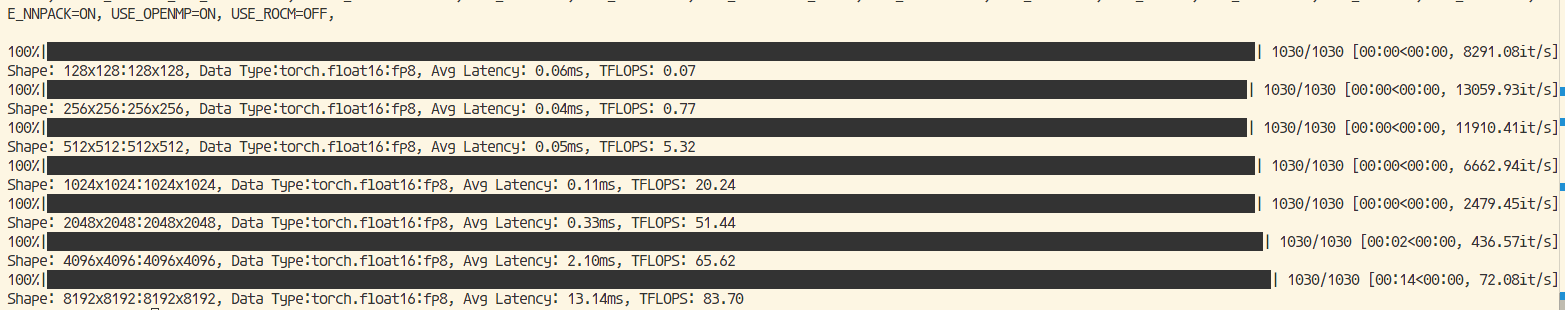 E_NNPACK=ON, USE_OPENMP=ON, USE_ROCM=OFF,
100%| | 1030/1030 [00:00<00:00, 8291.08it/s]
Shape: 128x128:128x128, Data Type:torch.float16:fp8, Avg Latency: 0.06ms, TFLOPS: 0.07
100%| | 1030/1030 [00:00<00:00, 13059.93it/s]
Shape: 256x256:256x256, Data Type:torch.float16:fp8, Avg Latency: 0.04ms, TFLOPS: 0.77
100%| | 1030/1030 [00:00<00:00, 11910.41it/s]
Shape: 512x512:512x512, Data Type:torch.float16:fp8, Avg Latency: 0.05ms, TFLOPS: 5.32
100%| | 1030/1030 [00:00<00:00, 6662.94it/s]
Shape: 1024x1024:1024x1024, Data Type:torch.float16:fp8, Avg Latency: 0.11ms, TFLOPS: 20.24
100%| | 1030/1030 [00:00<00:00, 2479.45it/s]
Shape: 2048x2048:2048x2048, Data Type:torch.float16:fp8, Avg Latency: 0.33ms, TFLOPS: 51.44
100%| | 1030/1030 [00:02<00:00, 436.57it/s]
Shape: 4096x4096:4096x4096, Data Type:torch.float16:fp8, Avg Latency: 2.10ms, TFLOPS: 65.62
100%| | 1030/1030 [00:14<00:00, 72.08it/s]
Shape: 8192x8192:8192x8192, Data Type:torch.float16:fp8, Avg Latency: 13.14ms, TFLOPS: 83.70